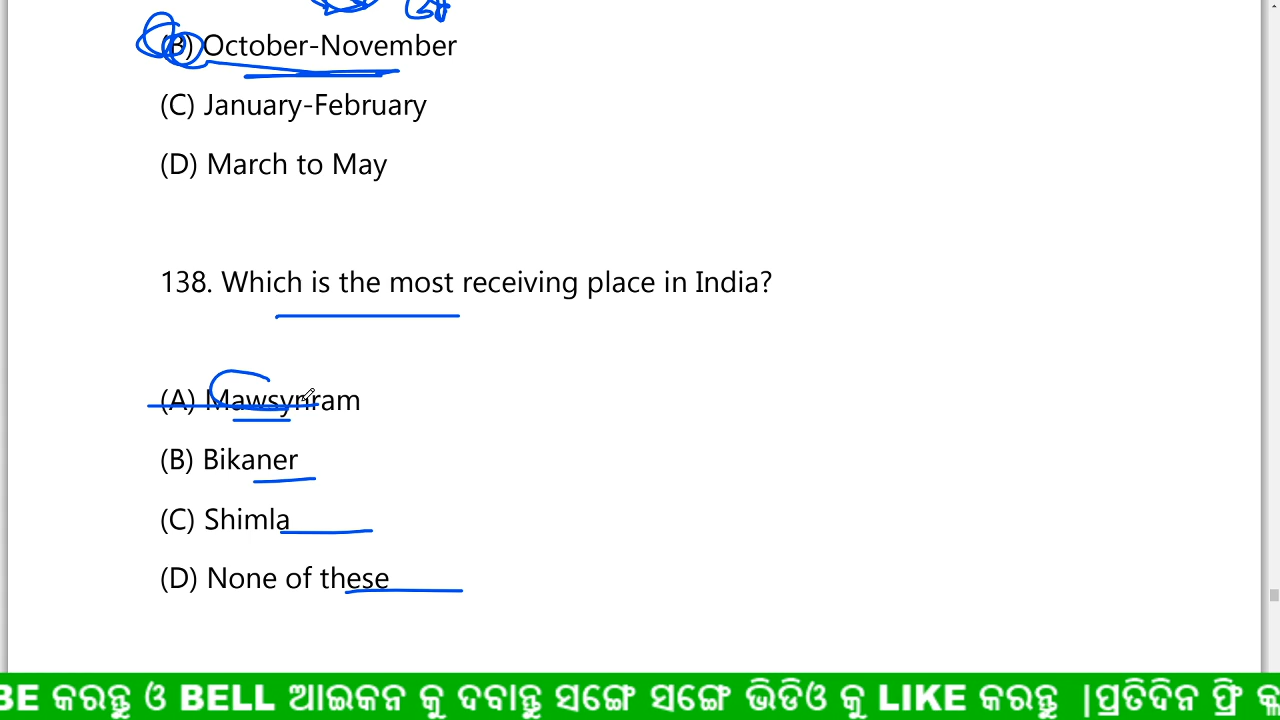 (B) October-November
(C) January-February
(D) March to May
138. Which is the most receiving place in India?
(A) Mawsynram
(B) Bikaner
(C) Shimla
(D) None of these
BE କରନ୍ତୁ ଓ BELL ଆଇକନ କୁ ଦବାନ୍ତୁ ସଙ୍ଗେ ସଙ୍ଗେ ଭିଡିଓ କୁ LIKE କରନ୍ତୁ |ପ୍ରତିଦିନ ଫ୍ରି